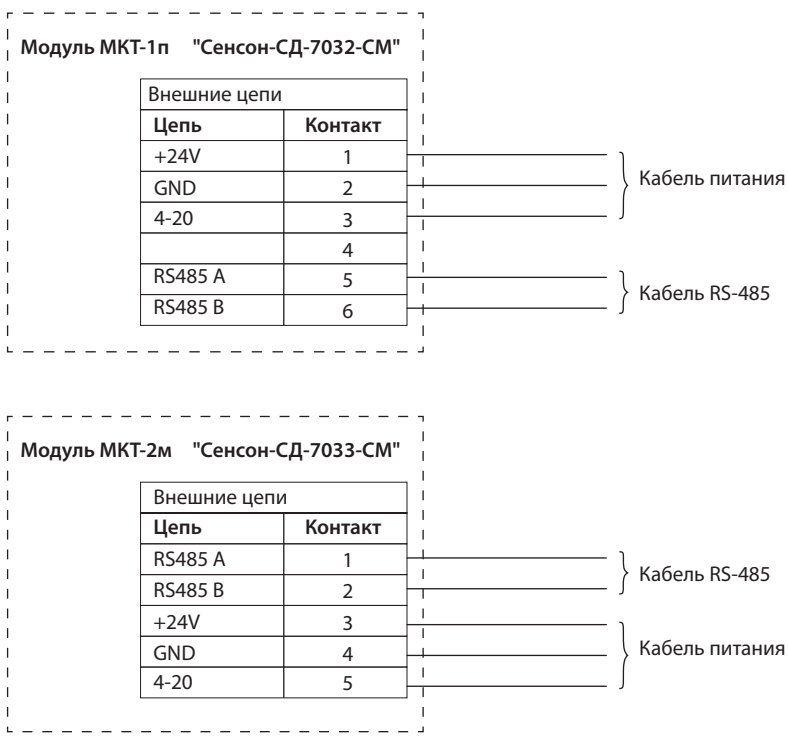 Модуль МКТ-1п "Сенсон-СД-7032-СМ"
Внешние цепи
Цепь Контакт
+24V 1
GND 2
4-20 3
4
RS485 A 5
RS485 B 6
Кабель питания
Кабель RS-485
Модуль МКТ-2м "Сенсон-СД-7033-СМ"
Внешние цепи
Цепь Контакт
RS485 A 1
RS485 B 2
+24V 3
GND 4
4-20 5
Кабель RS-485
Кабель питания